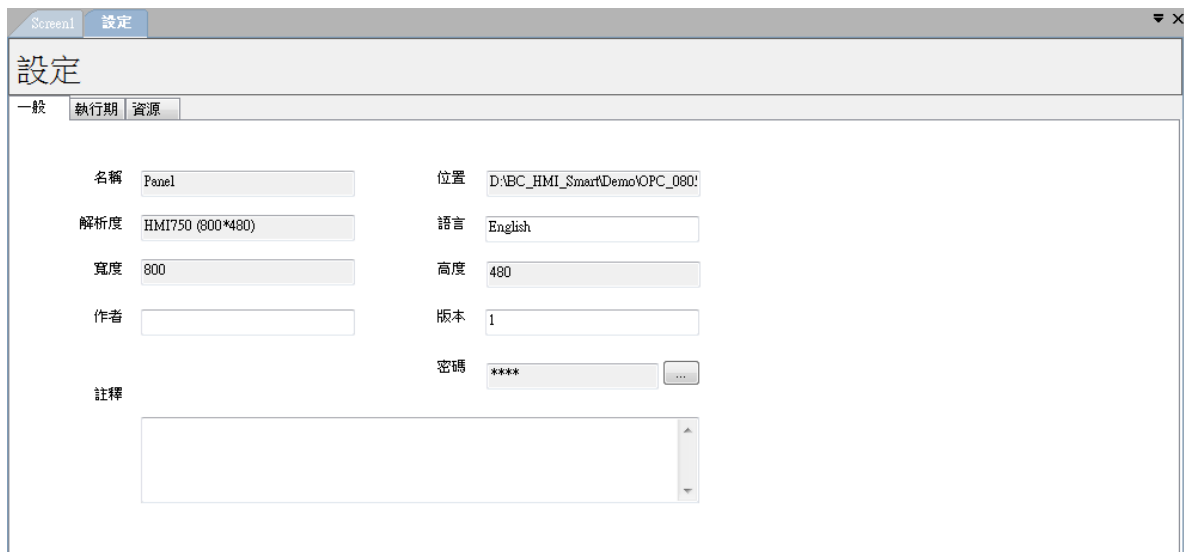 Screen1 設定
設定
一般 執行期 資源
名稱 Panel 位置 D:\BC_HMI_Smart\Demo\OPC_080
解析度 HMI750 (800*480) 語言 English
寬度 800 高度 480
作者 版本 1
密碼 **** ...
註釋